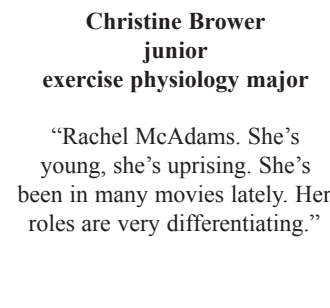 Christine Brower
junior
exercise physiology major
“Rachel McAdams. She’s
young, she’s uprising. She’s
been in many movies lately. Her
roles are very differentiating.”